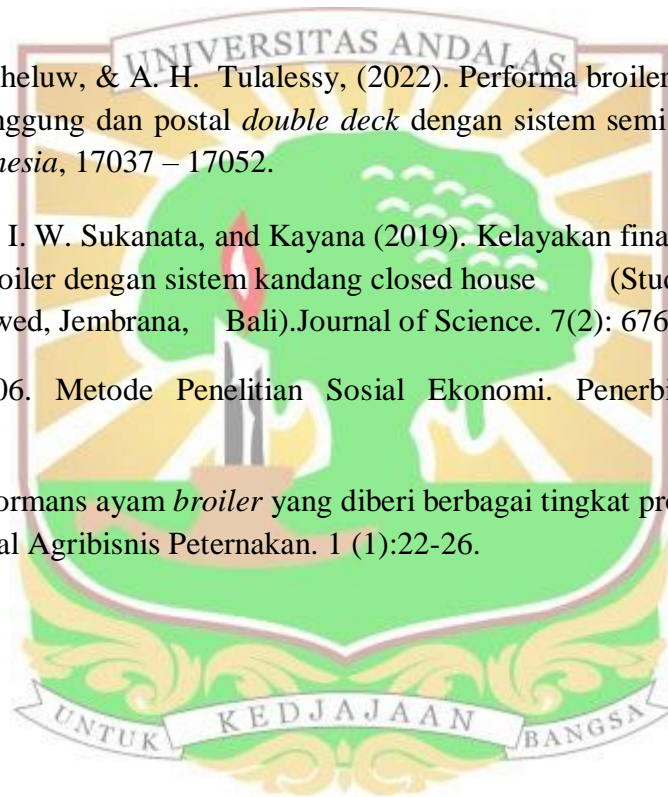 UNIVERSITAS ANDALAS
heluw, & A. H. Tulalessy, (2022). Performa broiler
nggung dan postal double deck dengan sistem semi
nesia, 17037 – 17052.
I. W. Sukanata, and Kayana (2019). Kelayakan fina
oiler dengan sistem kandang closed house (Stud
wed, Jembrana, Bali).Journal of Science. 7(2): 676
06. Metode Penelitian Sosial Ekonomi. Penerbi
ormans ayam broiler yang diberi berbagai tingkat pro
al Agribisnis Peternakan. 1 (1):22-26.
UNTUK KEDJAJAAN BANGSA